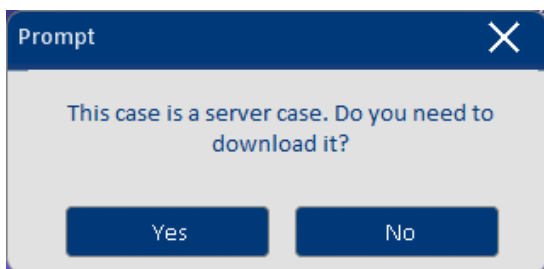 Prompt
This case is a server case. Do you need to
download it?
Yes
No